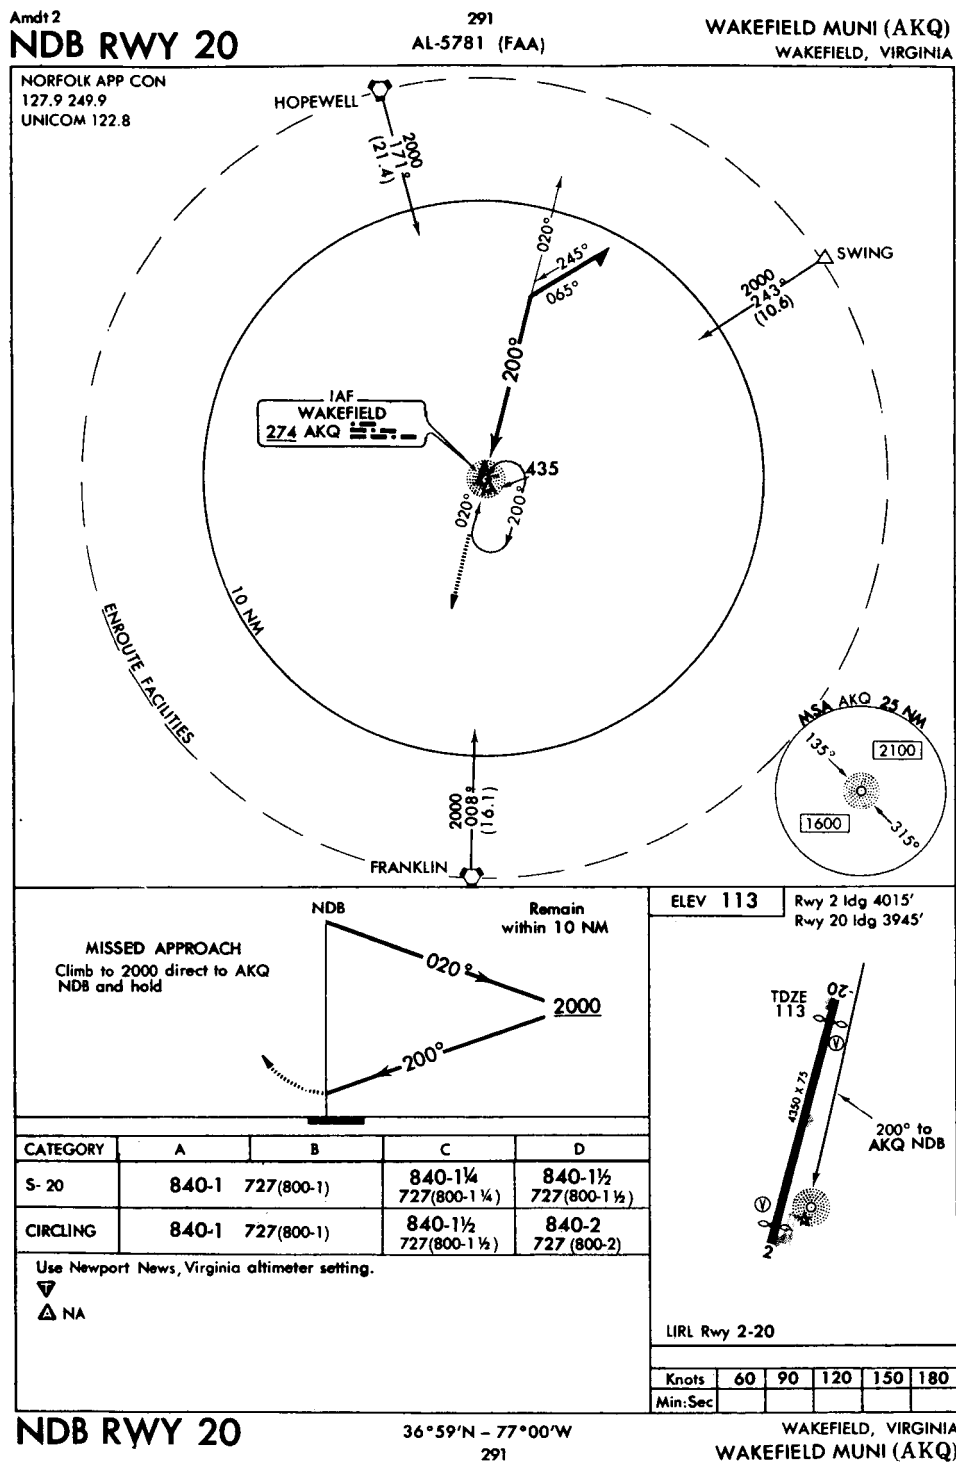 Amdt 2
NDB RWY 20
291
AL-5781 (FAA)
WAKEFIELD MUNI (AKQ)
WAKEFIELD, VIRGINIA
NORFOLK APP CON
127.9 249.9
UNICOM 122.8
HOPEWELL
2000
171°
(21.4)
020°
245°
065°
SWING
2000
243°
(10.6)
200°
IAF
WAKEFIELD
274 AKQ
435
020°
200°
10 NM
ENROUTE FACILITIES
MSA AKQ 25 NM
135°
2100
1600
315°
2000
008°
(16.1)
FRANKLIN
NDB
Remain
within 10 NM
MISSED APPROACH
Climb to 2000 direct to AKQ
NDB and hold
020°
2000
200°
ELEV 113
Rwy 2 ldg 4015'
Rwy 20 ldg 3945'
TDZE
113
20
V
4350 X 75
200° to
AKQ NDB
V
2
LIRL Rwy 2-20
CATEGORY A B C D
S-20 840-1 727(800-1) 840-1¼ 840-1½
727(800-1¼) 727(800-1½)
CIRCLING 840-1 727(800-1) 840-1½ 840-2
727(800-1½) 727 (800-2)
Use Newport News, Virginia altimeter setting.
T
A NA
Knots 60 90 120 150 180
Min:Sec
NDB RWY 20
36°59'N – 77°00'W
291
WAKEFIELD, VIRGINIA
WAKEFIELD MUNI (AKQ)